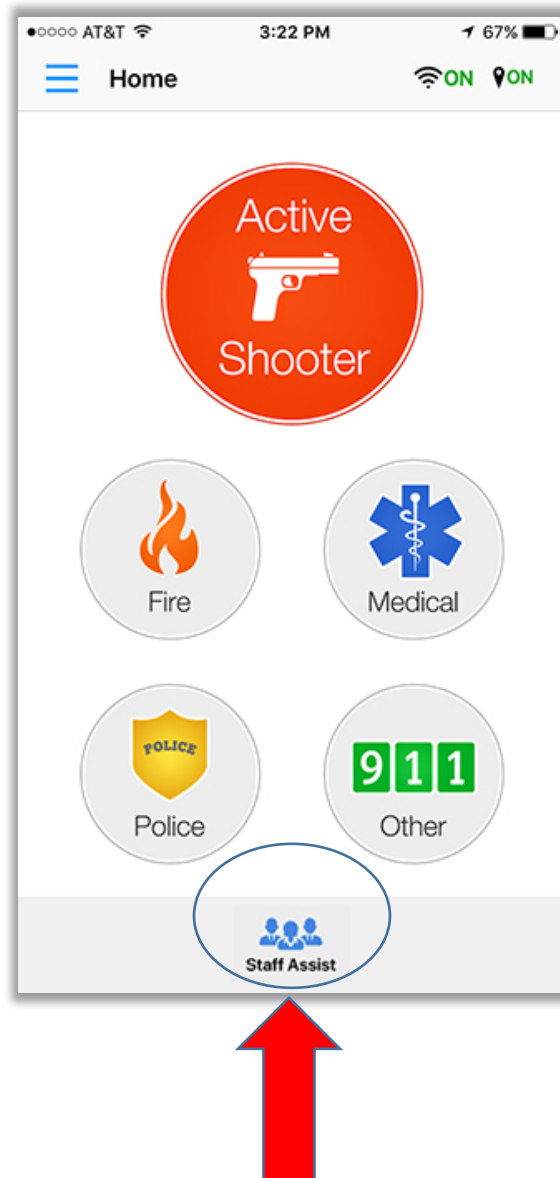 AT&T 3:22 PM 67%
Home ON ON
Active
Shooter
Fire Medical
POLICE
911
Police Other
Staff Assist